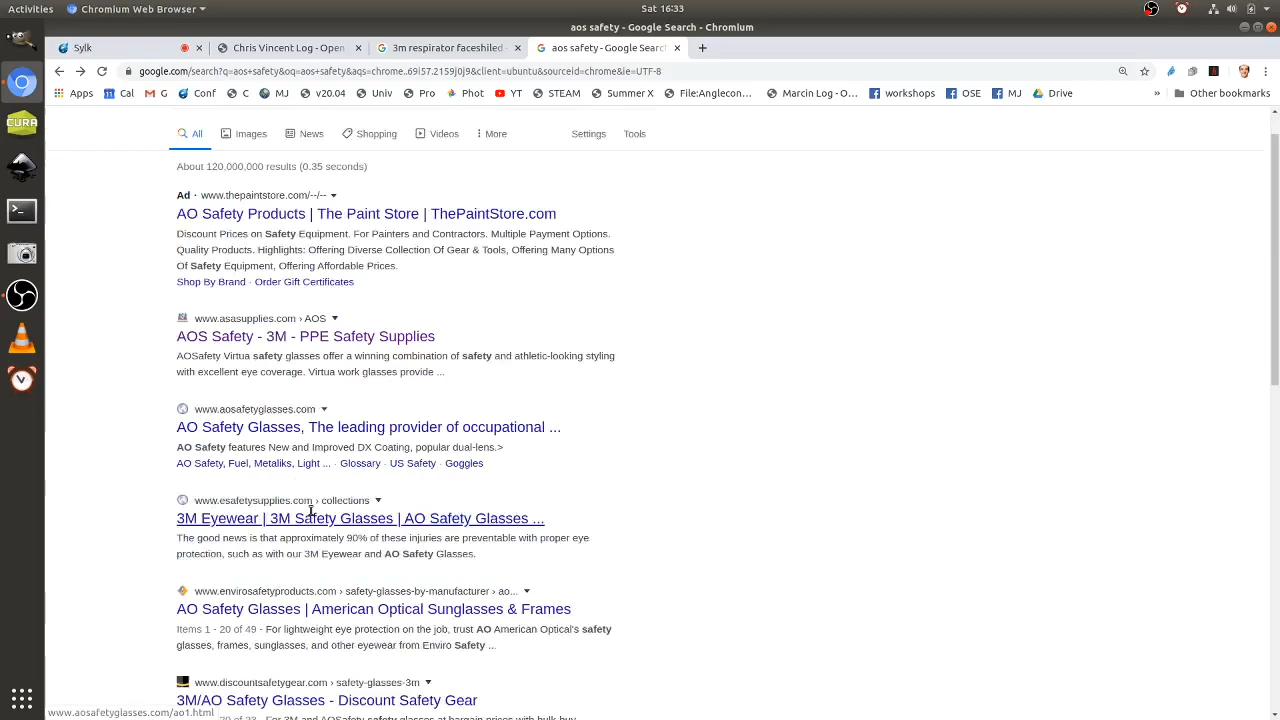 Activities Chromium Web Browser Sat 16:33
aos safety - Google Search - Chromium
Sylk Chris Vincent Log - Open 3m respirator faceshiled - aos safety - Google Searc
google.com/search?q=aos+safety&oq=aos+safety&aqs=chrome..69i57.2159j0j9&client=ubuntu&sourceid=chrome&ie=UTF-8
Apps Cal G Conf C MJ v20.04 Univ Pro Phot YT STEAM Summer X File:Anglecon... Marcin Log - O... workshops OSE MJ Drive » Other bookmarks
All Images News Shopping Videos More Settings Tools
About 120,000,000 results (0.35 seconds)
Ad · www.thepaintstore.com/--/--
AO Safety Products | The Paint Store | ThePaintStore.com
Discount Prices on Safety Equipment. For Painters and Contractors. Multiple Payment Options.
Quality Products. Highlights: Offering Diverse Collection Of Gear & Tools, Offering Many Options
Of Safety Equipment, Offering Affordable Prices.
Shop By Brand · Order Gift Certificates
www.asasupplies.com › AOS
AOS Safety - 3M - PPE Safety Supplies
AOSafety Virtua safety glasses offer a winning combination of safety and athletic-looking styling
with excellent eye coverage. Virtua work glasses provide ...
www.aosafetyglasses.com
AO Safety Glasses, The leading provider of occupational ...
AO Safety features New and Improved DX Coating, popular dual-lens.>
AO Safety, Fuel, Metaliks, Light ... · Glossary · US Safety · Goggles
www.esafetysupplies.com › collections
3M Eyewear | 3M Safety Glasses | AO Safety Glasses ...
The good news is that approximately 90% of these injuries are preventable with proper eye
protection, such as with our 3M Eyewear and AO Safety Glasses.
www.envirosafetyproducts.com › safety-glasses-by-manufacturer › ao...
AO Safety Glasses | American Optical Sunglasses & Frames
Items 1 - 20 of 49 - For lightweight eye protection on the job, trust AO American Optical's safety
glasses, frames, sunglasses, and other eyewear from Enviro Safety ...
www.discountsafetygear.com › safety-glasses-3m
3M/AO Safety Glasses - Discount Safety Gear
www.aosafetyglasses.com/ao1.html